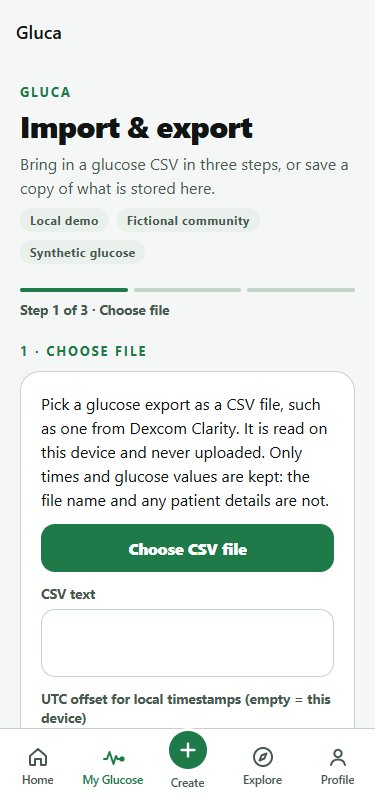 Gluca
GLUCA
Import & export
Bring in a glucose CSV in three steps, or save a
copy of what is stored here.
Local demo
Fictional community
Synthetic glucose
Step 1 of 3 · Choose file
1 · CHOOSE FILE
Pick a glucose export as a CSV file, such
as one from Dexcom Clarity. It is read on
this device and never uploaded. Only
times and glucose values are kept: the
file name and any patient details are not.
Choose CSV file
CSV text
UTC offset for local timestamps (empty = this
device)
Home
My Glucose
Create
Explore
Profile